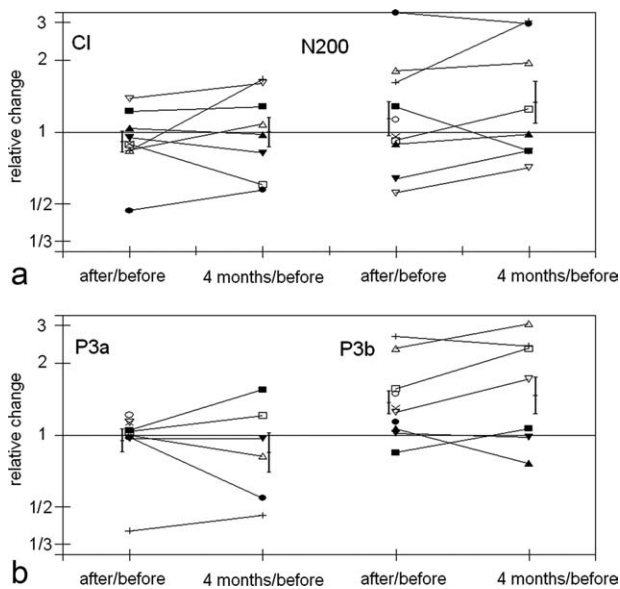 CI
N200
3
2
1
1/2
1/3
relative change
after/before
4 months/before
after/before
4 months/before
a
P3a
P3b
3
2
1
1/2
1/3
relative change
after/before
4 months/before
after/before
4 months/before
b